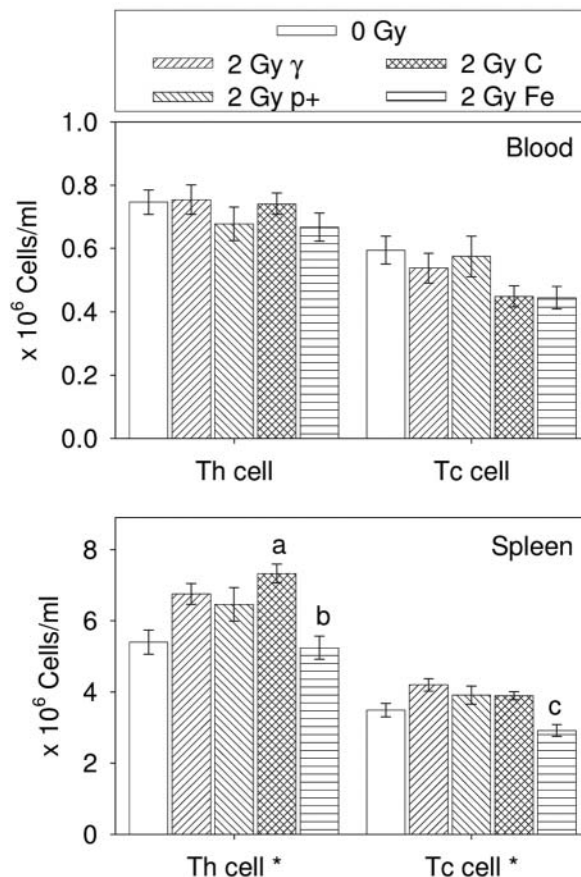 0 Gy
2 Gy γ 2 Gy C
2 Gy p+ 2 Gy Fe
Blood
1.0
0.8
0.6
0.4
0.2
0.0
x 10⁶ Cells/ml
Th cell Tc cell
Spleen
8
6
4
2
0
x 10⁶ Cells/ml
a
b
c
Th cell * Tc cell *